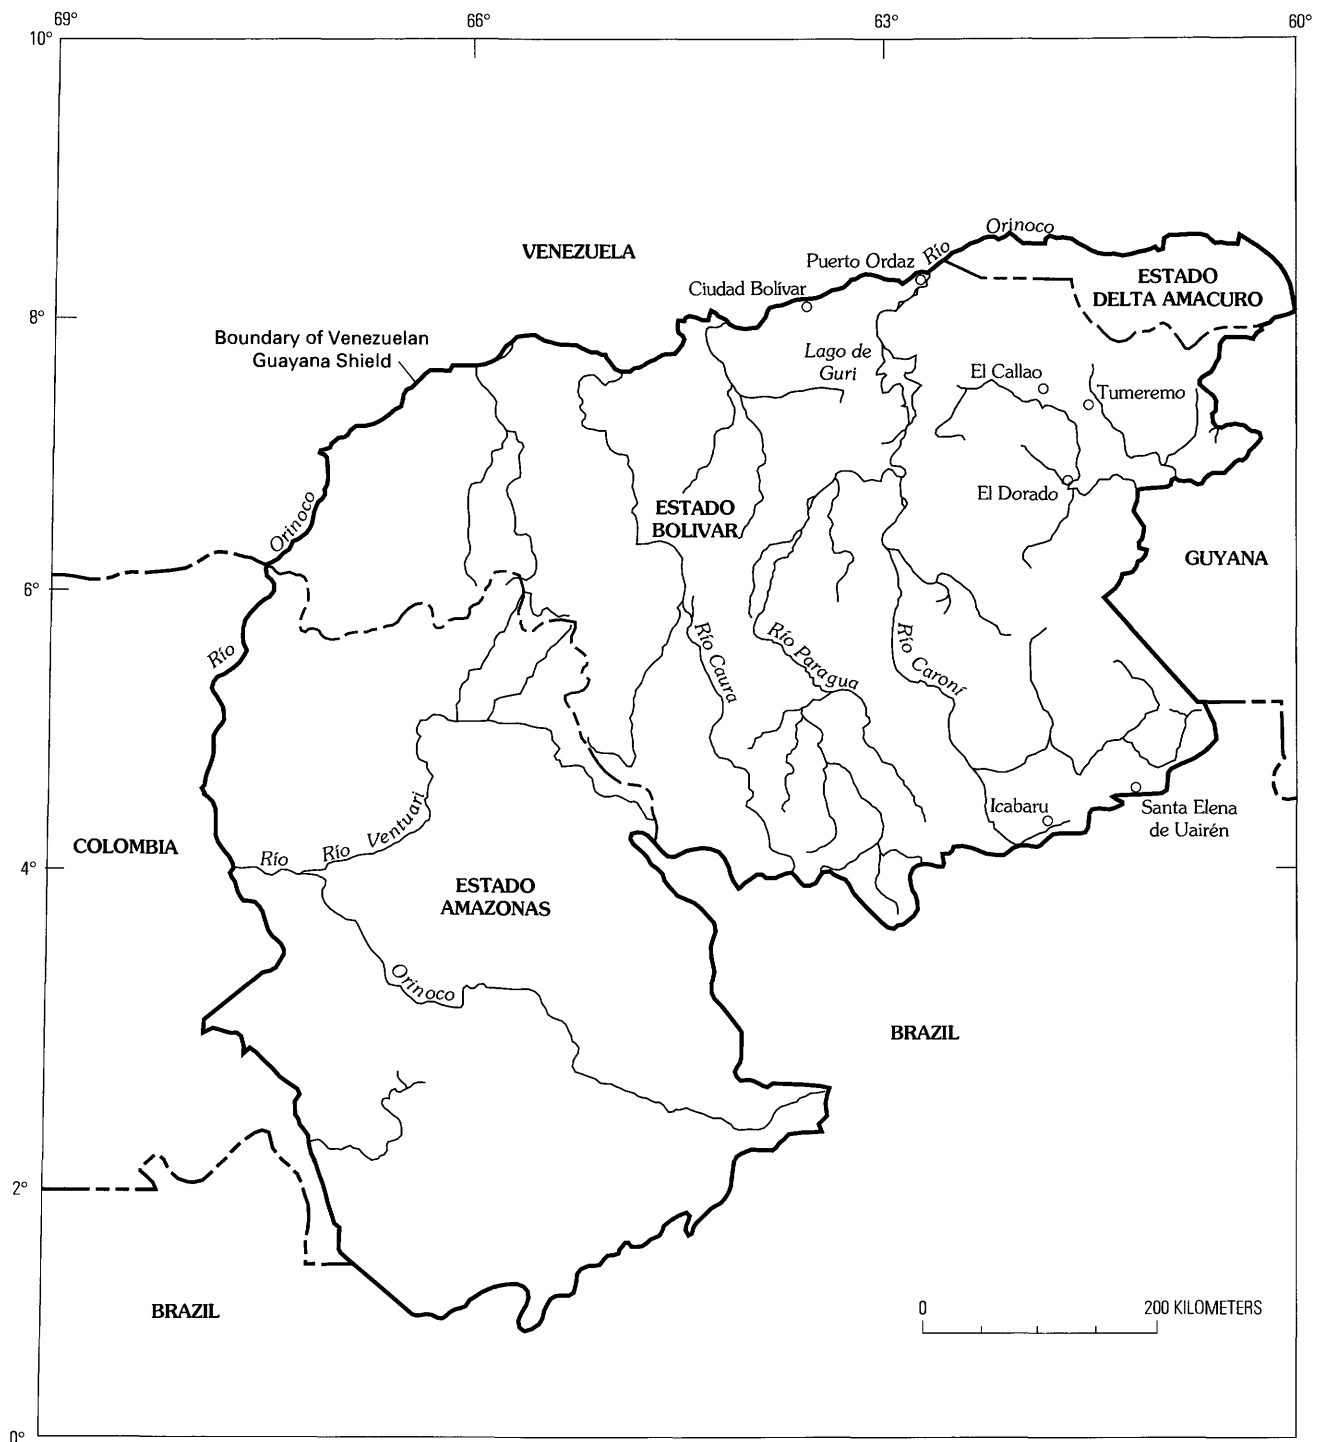 69°
66°
63°
60°
10°
Orinoco
VENEZUELA
Río
Puerto Ordaz
ESTADO
DELTA AMACURO
Ciudad Bolívar
8°
Boundary of Venezuelan
Guayana Shield
Lago de
Guri
El Callao
Tumeremo
El Dorado
ESTADO
BOLIVAR
Orinoco
GUYANA
6°
Río
Río Caura
Río Paragua
Río Caroní
Icabaru
Santa Elena
de Uairén
COLOMBIA
Río
Río
Ventuari
4°
ESTADO
AMAZONAS
Orinoco
BRAZIL
2°
BRAZIL
0
200 KILOMETERS
0°